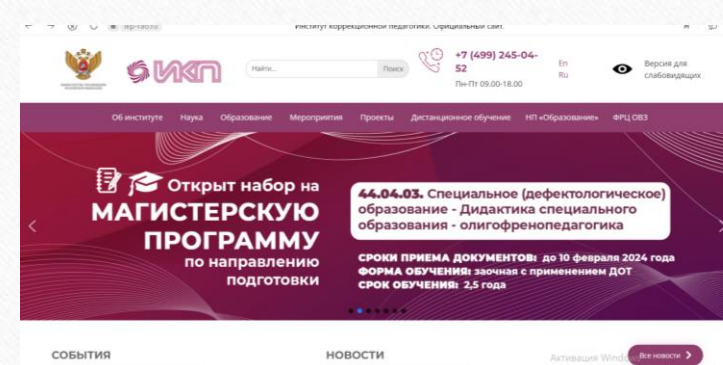 Институт коррекционной педагогики. Официальный сайт.
ИКП
Найти...
Поиск
+7 (499) 245-04-
52
Пн-Пт 09.00-18.00
En
Ru
Версия для
слабовидящих
Об институте Наука Образование Мероприятия Проекты Дистанционное обучение НП «Образование» ФРЦ ОВЗ
Открыт набор на
МАГИСТЕРСКУЮ
ПРОГРАММУ
по направлению
подготовки
44.04.03. Специальное (дефектологическое)
образование - Дидактика специального
образования - олигофренопедагогика
СРОКИ ПРИЕМА ДОКУМЕНТОВ: до 10 февраля 2024 года
ФОРМА ОБУЧЕНИЯ: заочная с применением ДОТ
СРОК ОБУЧЕНИЯ: 2,5 года
СОБЫТИЯ
НОВОСТИ
Активация Windows
Все новости